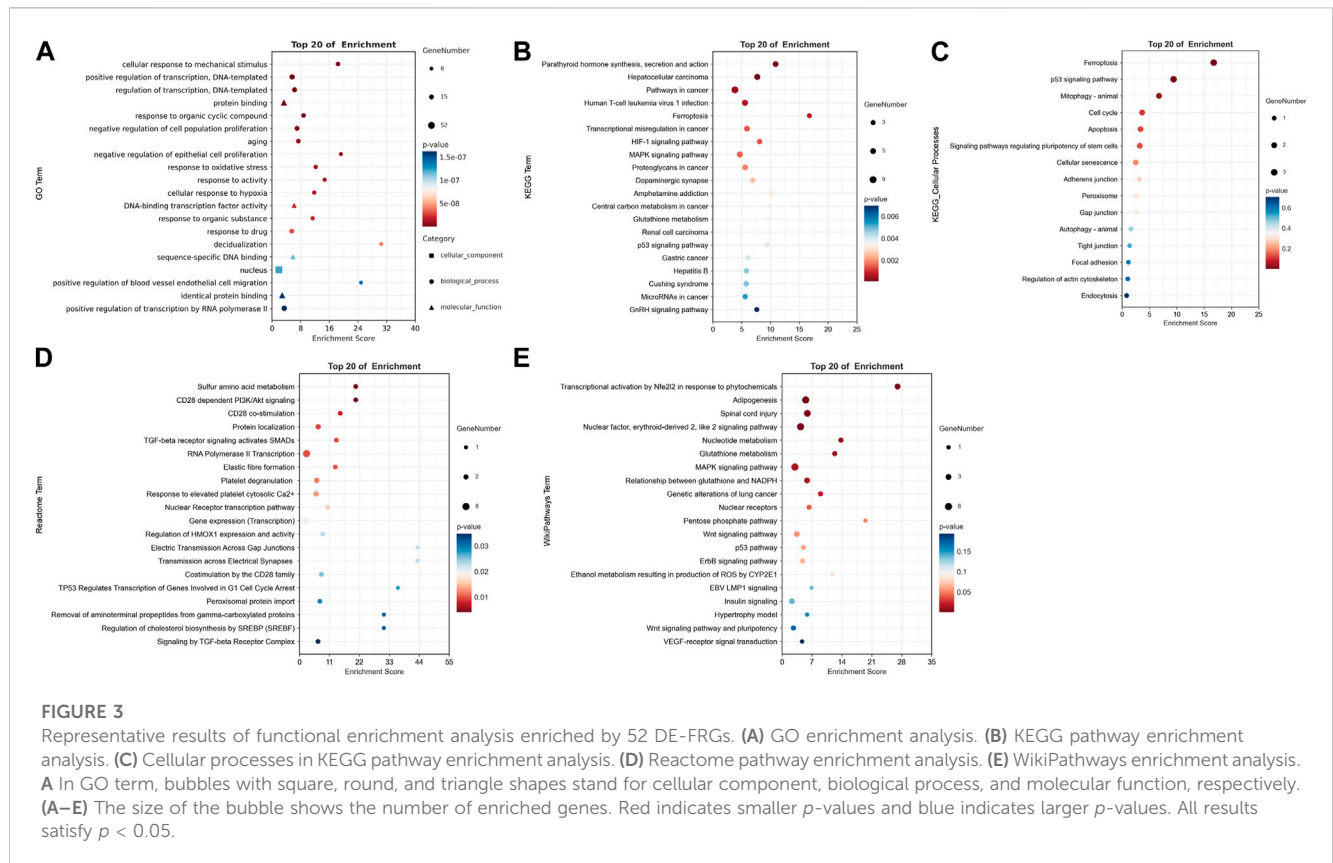 A
Top 20 of Enrichment
GO Term
cellular response to mechanical stimulus
positive regulation of transcription, DNA-templated
regulation of transcription, DNA-templated
protein binding
response to organic cyclic compound
negative regulation of cell population proliferation
aging
negative regulation of epithelial cell proliferation
response to oxidative stress
response to activity
cellular response to hypoxia
DNA-binding transcription factor activity
response to organic substance
response to drug
decidualization
sequence-specific DNA binding
nucleus
positive regulation of blood vessel endothelial cell migration
identical protein binding
positive regulation of transcription by RNA polymerase II
0 8 16 24 32 40
Enrichment Score
GeneNumber
6
15
52
p-value
1.5e-07
1e-07
5e-08
Category
cellular_component
biological_process
molecular_function
B
Top 20 of Enrichment
KEGG Term
Parathyroid hormone synthesis, secretion and action
Hepatocellular carcinoma
Pathways in cancer
Human T-cell leukemia virus 1 infection
Ferroptosis
Transcriptional misregulation in cancer
HIF-1 signaling pathway
MAPK signaling pathway
Proteoglycans in cancer
Dopaminergic synapse
Amphetamine addiction
Central carbon metabolism in cancer
Glutathione metabolism
Renal cell carcinoma
p53 signaling pathway
Gastric cancer
Hepatitis B
Cushing syndrome
MicroRNAs in cancer
GnRH signaling pathway
0 5 10 15 20 25
Enrichment Score
GeneNumber
3
5
9
p-value
0.006
0.004
0.002
C
Top 20 of Enrichment
KEGG_Cellular Processes
Ferroptosis
p53 signaling pathway
Mitophagy - animal
Cell cycle
Apoptosis
Signaling pathways regulating pluripotency of stem cells
Cellular senescence
Adherens junction
Peroxisome
Gap junction
Autophagy - animal
Tight junction
Focal adhesion
Regulation of actin cytoskeleton
Endocytosis
0 5 10 15 20 25
Enrichment Score
GeneNumber
1
2
3
p-value
0.6
0.4
0.2
D
Top 20 of Enrichment
Reactome Term
Sulfur amino acid metabolism
CD28 dependent PI3K/Akt signaling
CD28 co-stimulation
Protein localization
TGF-beta receptor signaling activates SMADs
RNA Polymerase II Transcription
Elastic fibre formation
Platelet degranulation
Response to elevated platelet cytosolic Ca2+
Nuclear Receptor transcription pathway
Gene expression (Transcription)
Regulation of HMOX1 expression and activity
Electric Transmission Across Gap Junctions
Transmission across Electrical Synapses
Costimulation by the CD28 family
TP53 Regulates Transcription of Genes Involved in G1 Cell Cycle Arrest
Peroxisomal protein import
Removal of aminoterminal propeptides from gamma-carboxylated proteins
Regulation of cholesterol biosynthesis by SREBP (SREBF)
Signaling by TGF-beta Receptor Complex
0 11 22 33 44 55
Enrichment Score
GeneNumber
1
2
8
p-value
0.03
0.02
0.01
E
Top 20 of Enrichment
WikiPathways Term
Transcriptional activation by Nfe2l2 in response to phytochemicals
Adipogenesis
Spinal cord injury
Nuclear factor, erythroid-derived 2, like 2 signaling pathway
Nucleotide metabolism
Glutathione metabolism
MAPK signaling pathway
Relationship between glutathione and NADPH
Genetic alterations of lung cancer
Nuclear receptors
Pentose phosphate pathway
Wnt signaling pathway
p53 pathway
ErbB signaling pathway
Ethanol metabolism resulting in production of ROS by CYP2E1
EBV LMP1 signaling
Insulin signaling
Hypertrophy model
Wnt signaling pathway and pluripotency
VEGF-receptor signal transduction
0 7 14 21 28 35
Enrichment Score
GeneNumber
1
3
6
p-value
0.15
0.10
0.05
FIGURE 3
Representative results of functional enrichment analysis enriched by 52 DE-FRGs. (A) GO enrichment analysis. (B) KEGG pathway enrichment
analysis. (C) Cellular processes in KEGG pathway enrichment analysis. (D) Reactome pathway enrichment analysis. (E) WikiPathways enrichment analysis.
A In GO term, bubbles with square, round, and triangle shapes stand for cellular component, biological process, and molecular function, respectively.
(A–E) The size of the bubble shows the number of enriched genes. Red indicates smaller p-values and blue indicates larger p-values. All results
satisfy p < 0.05.